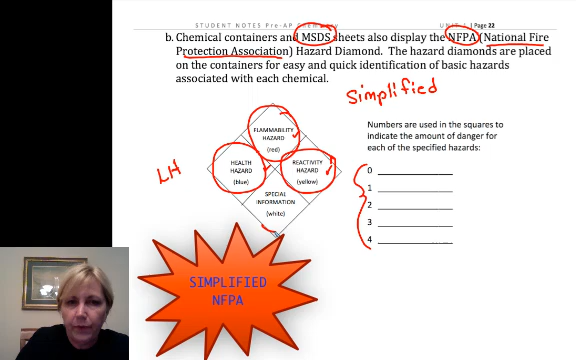 STUDENT NOTES Pre-AP Chemistry UNIT 1 | Page 22
b. Chemical containers and MSDS sheets also display the NFPA (National Fire
Protection Association) Hazard Diamond. The hazard diamonds are placed
on the containers for easy and quick identification of basic hazards
associated with each chemical.
Simplified
FLAMMABILITY
HAZARD
(red)
Numbers are used in the squares to
indicate the amount of danger for
each of the specified hazards:
LH
HEALTH
HAZARD
(blue)
REACTIVITY
HAZARD
(yellow)
SPECIAL
INFORMATION
(white)
0
1
2
3
4
SIMPLIFIED
NFPA